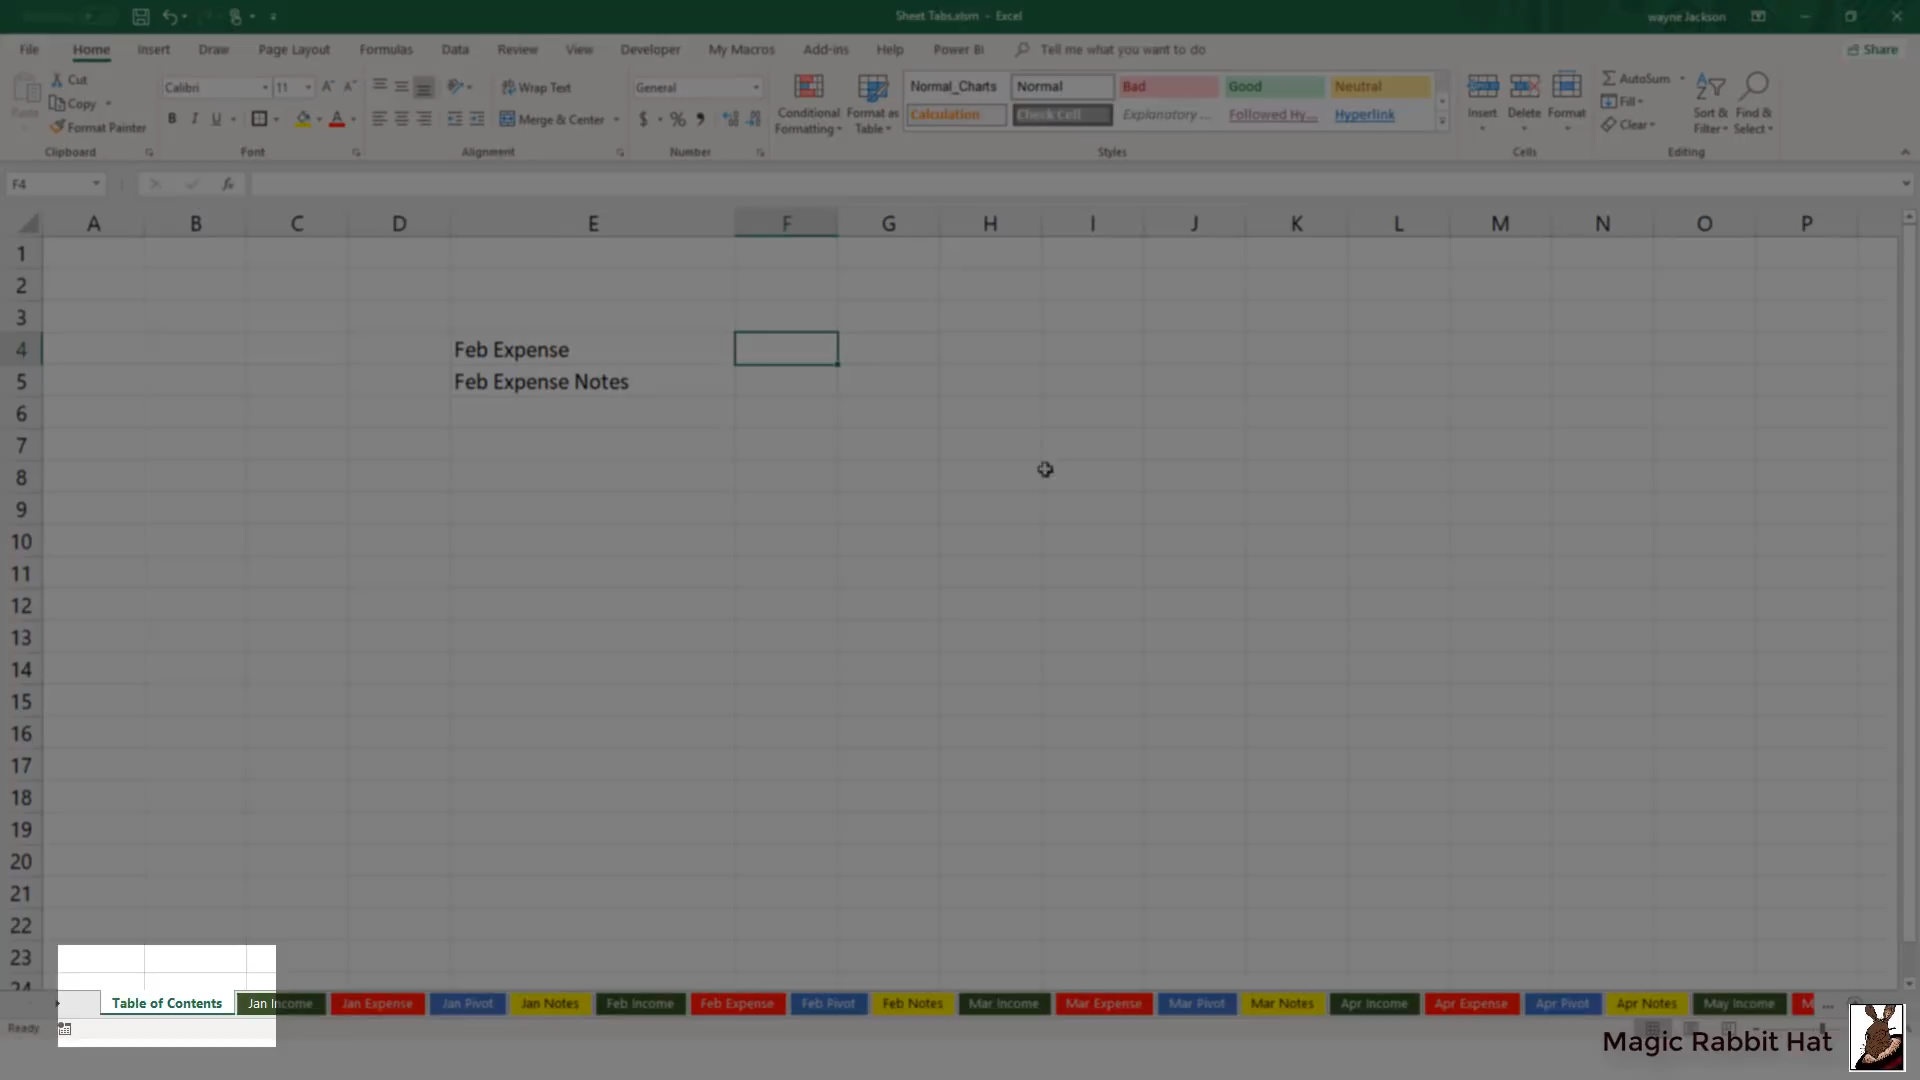 Sheet Tabs.xlsm - Excel
wayne Jackson
File Home Insert Draw Page Layout Formulas Data Review View Developer My Macros Add-ins Help Power BI Tell me what you want to do Share
Cut
Copy
Paste
Format Painter
Clipboard
Calibri 11
B I U
Font
Wrap Text
Merge & Center
Alignment
General
$ % ,
Number
Conditional Formatting
Format as Table
Normal_Charts Normal Bad Good Neutral
Calculation Check Cell Explanatory ... Followed Hy... Hyperlink
Styles
Insert Delete Format
Cells
AutoSum
Fill
Clear
Sort & Filter
Find & Select
Editing
F4 fx
A B C D E F G H I J K L M N O P
1
2
3
4 Feb Expense
5 Feb Expense Notes
6
7
8
9
10
11
12
13
14
15
16
17
18
19
20
21
22
23
24
Table of Contents Jan Income Jan Expense Jan Pivot Jan Notes Feb Income Feb Expense Feb Pivot Feb Notes Mar Income Mar Expense Mar Pivot Mar Notes Apr Income Apr Expense Apr Pivot Apr Notes May Income M ...
Ready
Magic Rabbit Hat